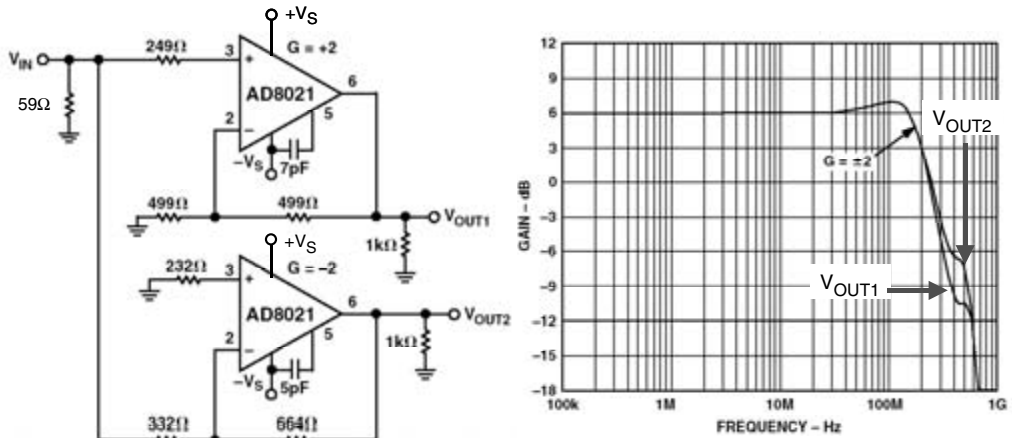 +VS
G = +2
249Ω
VIN
3
+
AD8021
6
59Ω
2
−
5
−VS
7pF
499Ω
499Ω
VOUT1
1kΩ
+VS
232Ω
3
+
G = −2
AD8021
6
VOUT2
2
−
5
1kΩ
−VS
5pF
332Ω
664Ω
GAIN – dB
12
9
6
3
0
−3
−6
−9
−12
−15
−18
VOUT2
G = ±2
VOUT1
100k
1M
10M
100M
1G
FREQUENCY – Hz